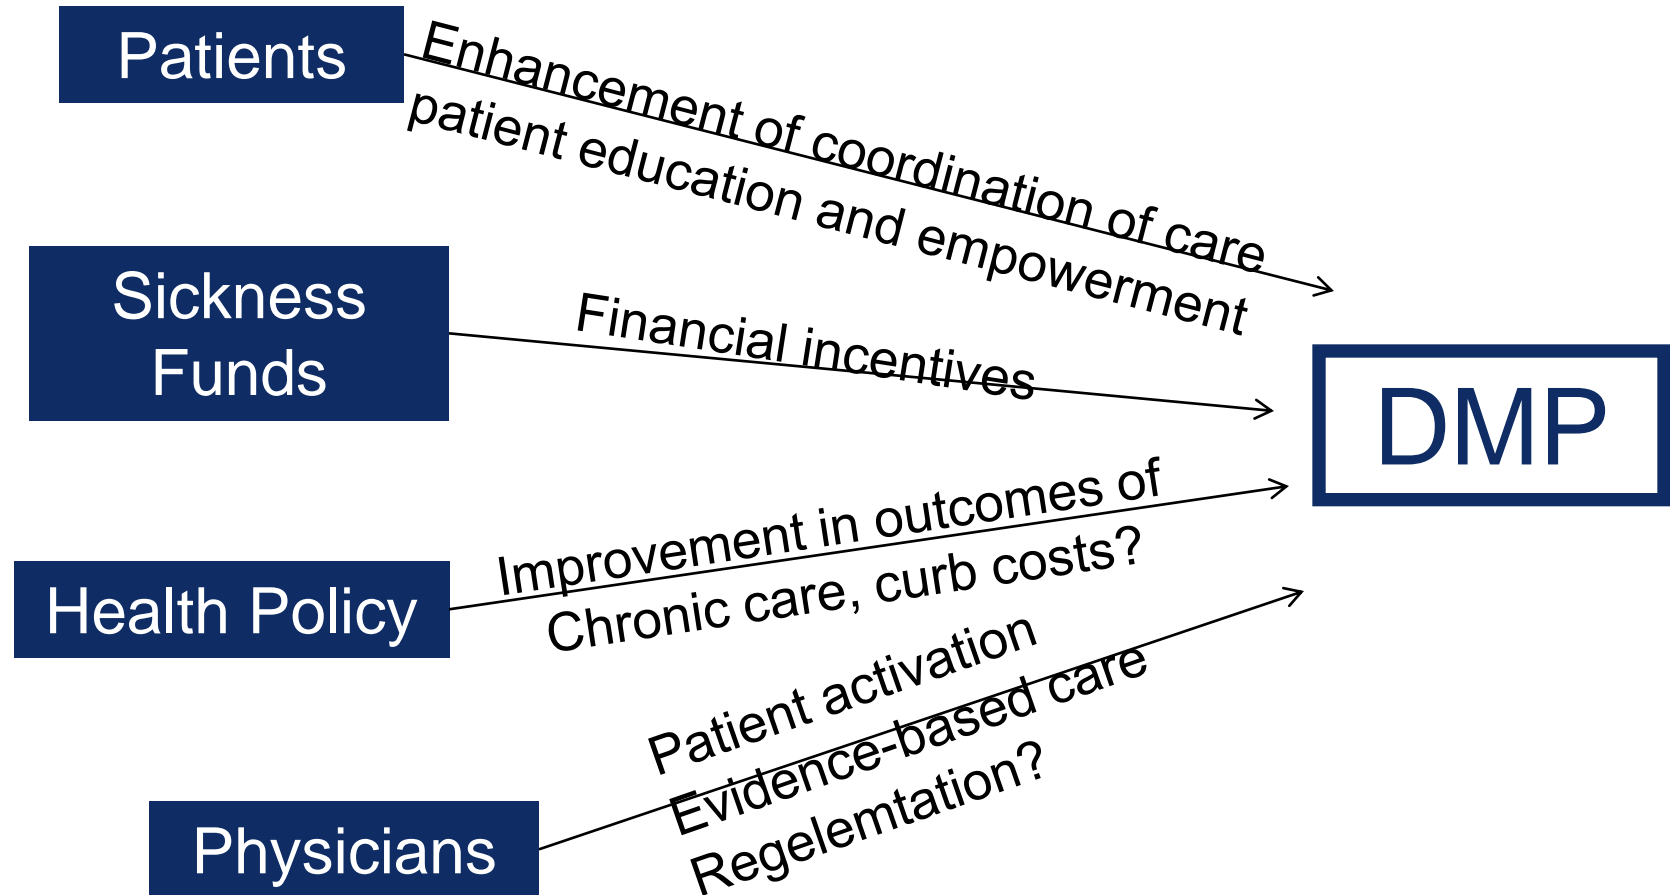 Patients
Enhancement of coordination of care
patient education and empowerment
Sickness
Funds
Financial incentives
DMP
Health Policy
Improvement in outcomes of
Chronic care, curb costs?
Physicians
Patient activation
Evidence-based care
Regelemtation?